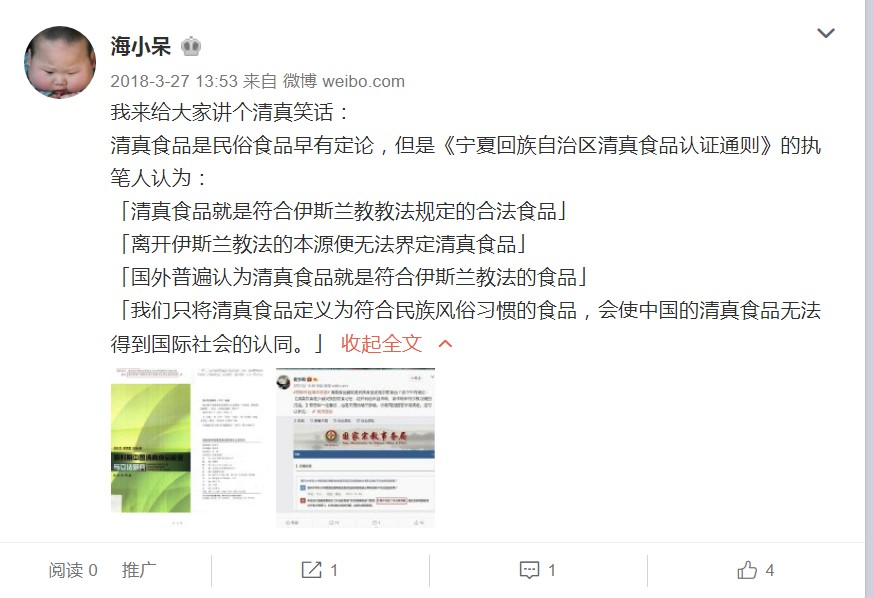 海小呆
2018-3-27 13:53 来自 微博 weibo.com
我来给大家讲个清真笑话：
清真食品是民俗食品早有定论，但是《宁夏回族自治区清真食品认证通则》的执
笔人认为：
「清真食品就是符合伊斯兰教教法规定的合法食品」
「离开伊斯兰教法的本源便无法界定清真食品」
「国外普遍认为清真食品就是符合伊斯兰教法的食品」
「我们只将清真食品定义为符合民族风俗习惯的食品，会使中国的清真食品无法
得到国际社会的认同。」 收起全文
国家宗教事务局
阅读 0 推广 1 1 4